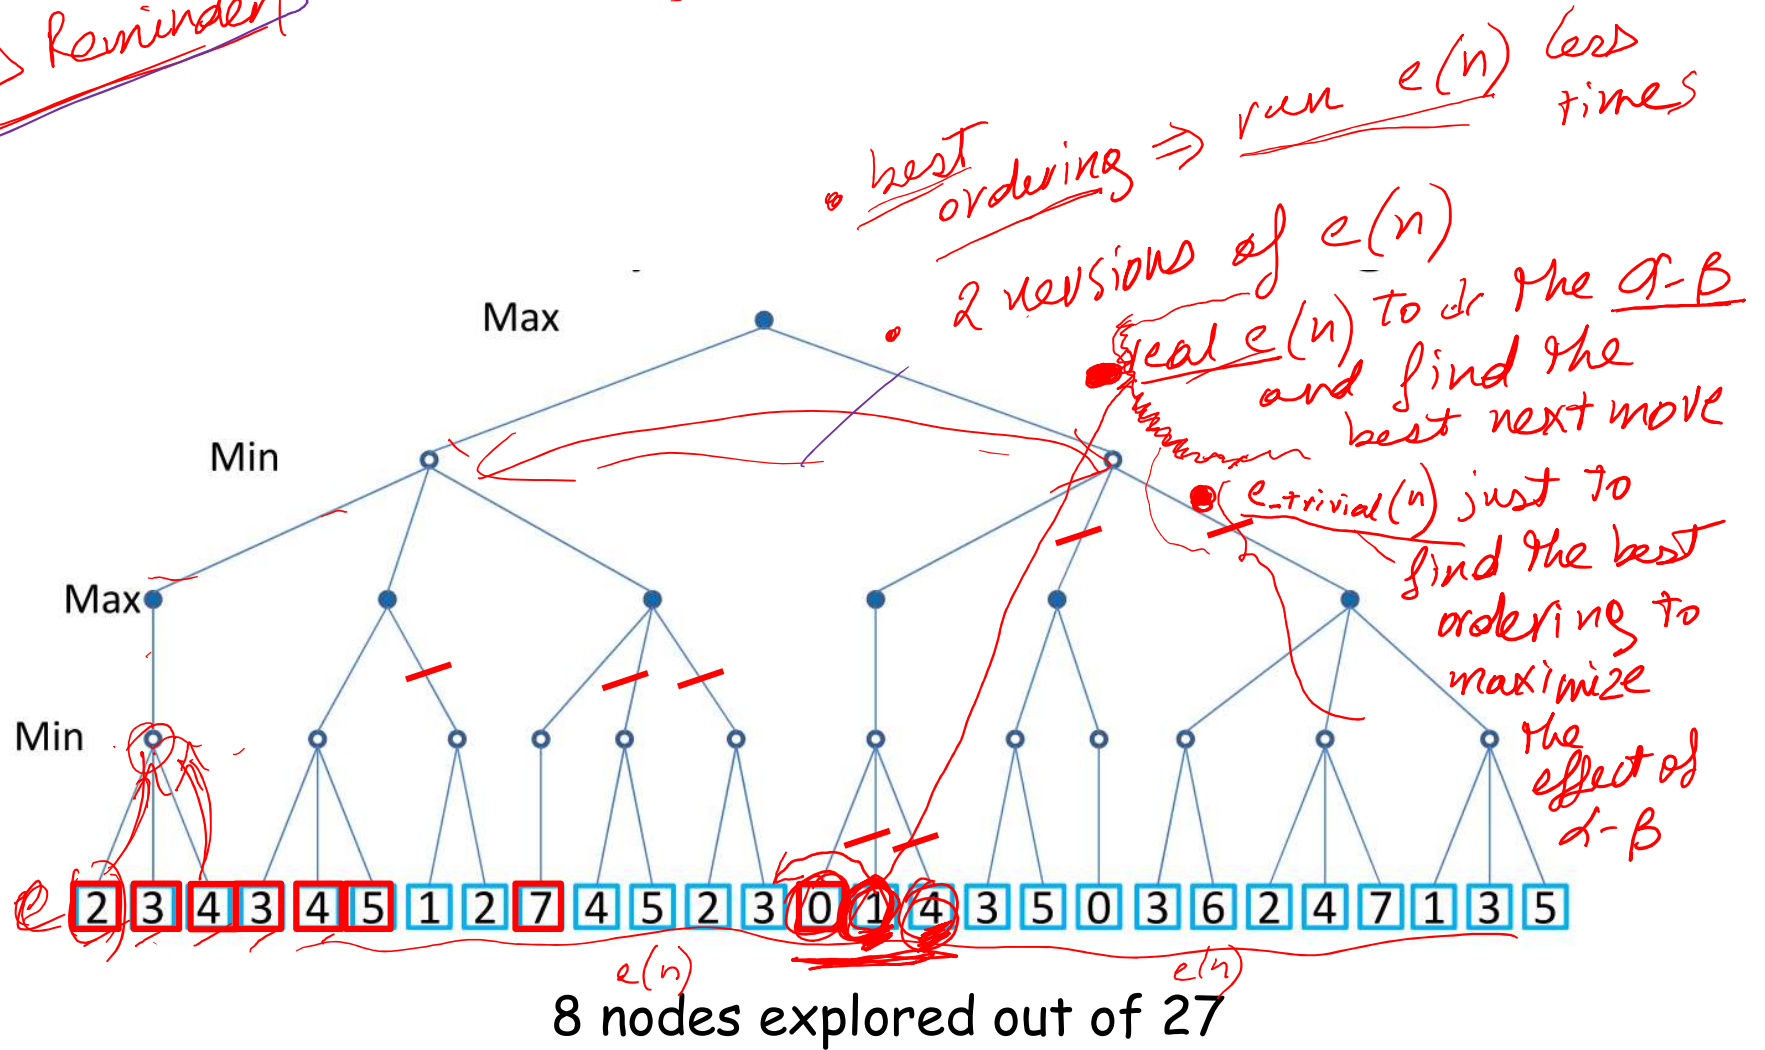 Reminder
• best ordering ⇒ run e(n) less times
• 2 versions of e(n)
real e(n) to do the α-β
and find the
best next move
e_trivial(n) just to
find the best
ordering to
maximize
the
effect of
α-β
Max
Min
Max
Min
e 2 3 4 3 4 5 1 2 7 4 5 2 3 0 1 4 3 5 0 3 6 2 4 7 1 3 5
e(n) e(n)
8 nodes explored out of 27